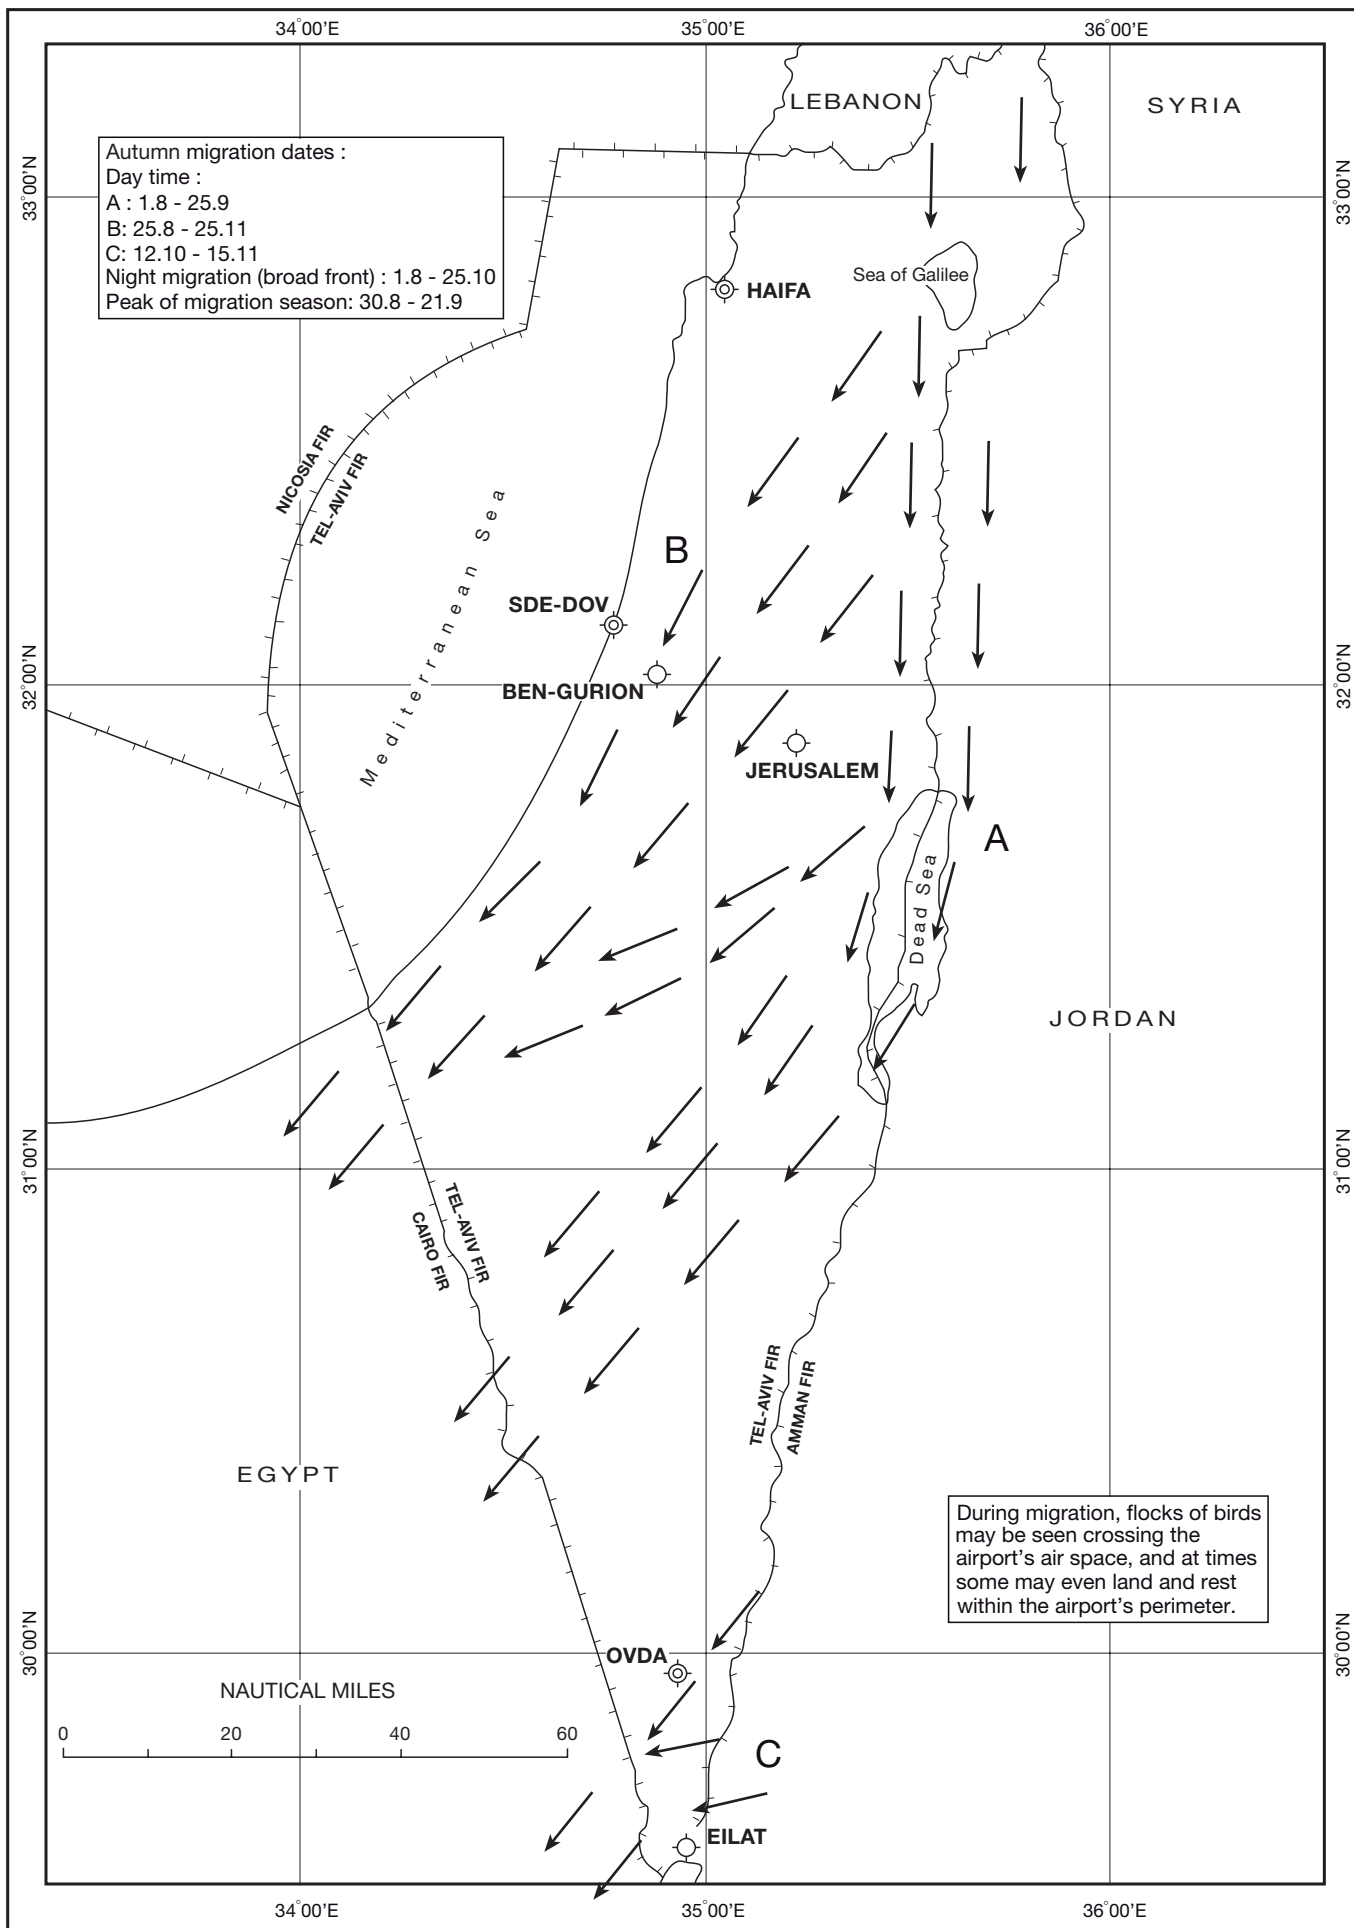 34°00'E 35°00'E 36°00'E
LEBANON
SYRIA
Autumn migration dates :
Day time :
A : 1.8 - 25.9
B: 25.8 - 25.11
C: 12.10 - 15.11
Night migration (broad front) : 1.8 - 25.10
Peak of migration season: 30.8 - 21.9
33°00'N
33°00'N
Sea of Galilee
HAIFA
NICOSIA FIR
TEL-AVIV FIR
Mediterranean Sea
B
SDE-DOV
32°00'N
32°00'N
BEN-GURION
JERUSALEM
A
Dead Sea
JORDAN
31°00'N
31°00'N
TEL-AVIV FIR
CAIRO FIR
TEL-AVIV FIR
AMMAN FIR
EGYPT
During migration, flocks of birds
may be seen crossing the
airport's air space, and at times
some may even land and rest
within the airport's perimeter.
30°00'N
30°00'N
OVDA
NAUTICAL MILES
0 20 40 60
C
EILAT
34°00'E 35°00'E 36°00'E